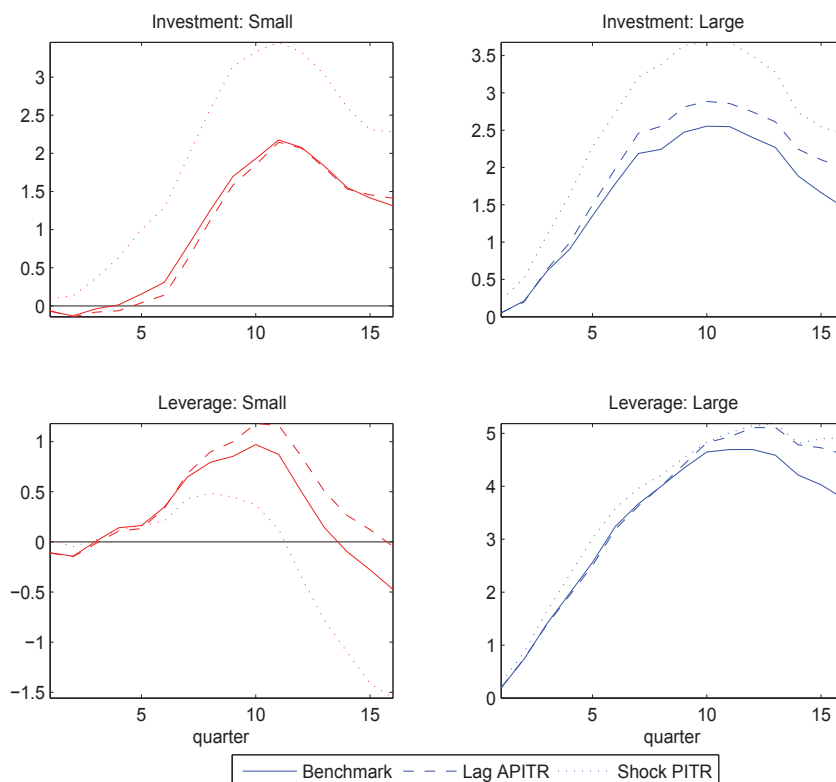 Investment: Small
3
2.5
2
1.5
1
0.5
0
5 10 15
Investment: Large
3.5
3
2.5
2
1.5
1
0.5
0
5 10 15
Leverage: Small
1
0.5
0
−0.5
−1
−1.5
5 10 15
quarter
Leverage: Large
5
4
3
2
1
0
5 10 15
quarter
Benchmark Lag APITR Shock PITR